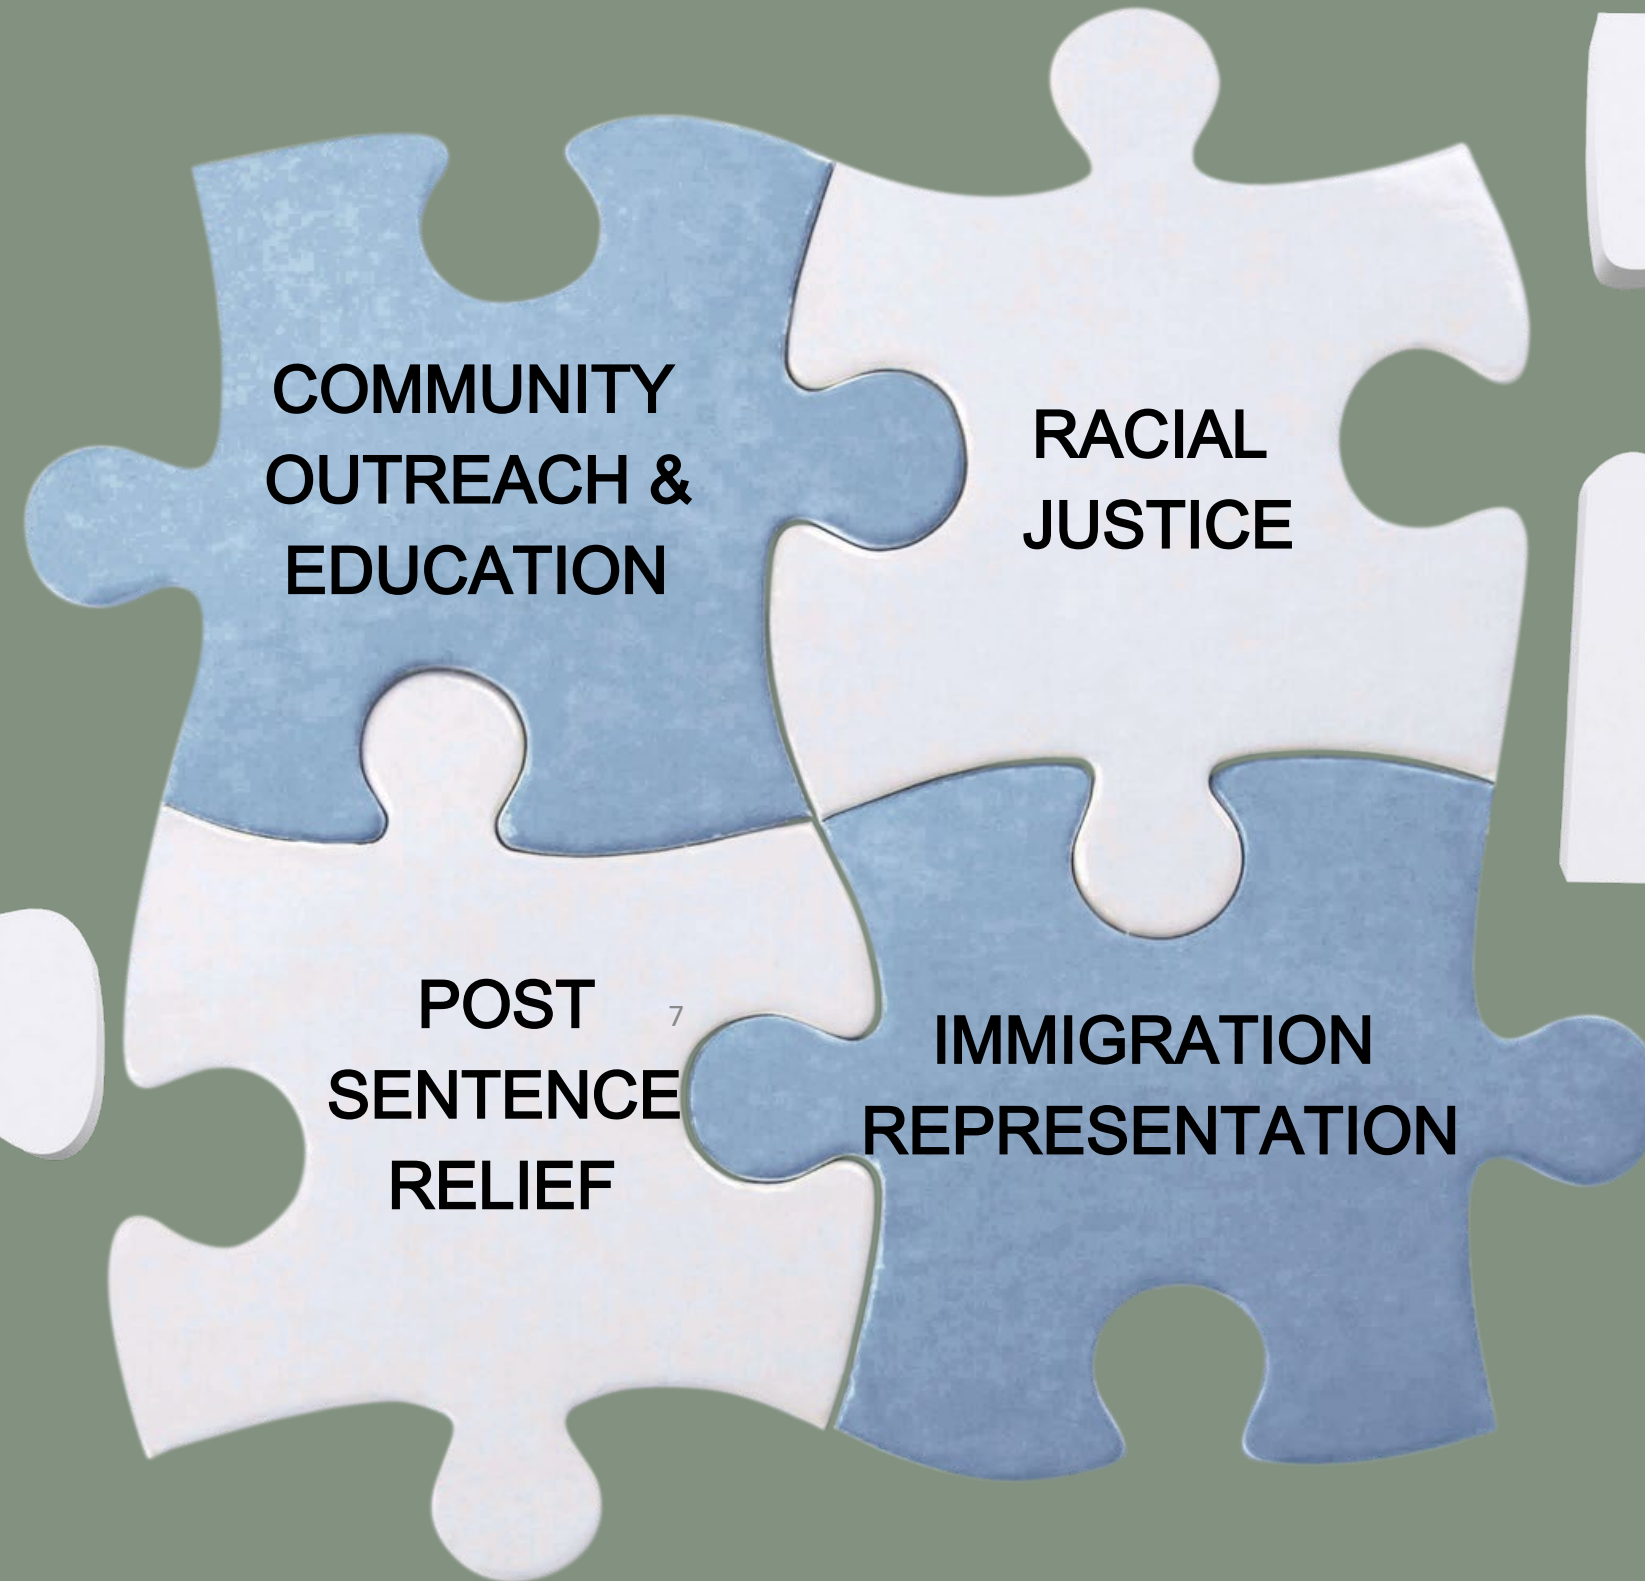 COMMUNITY
OUTREACH &
EDUCATION
RACIAL
JUSTICE
POST
SENTENCE
RELIEF
7
IMMIGRATION
REPRESENTATION